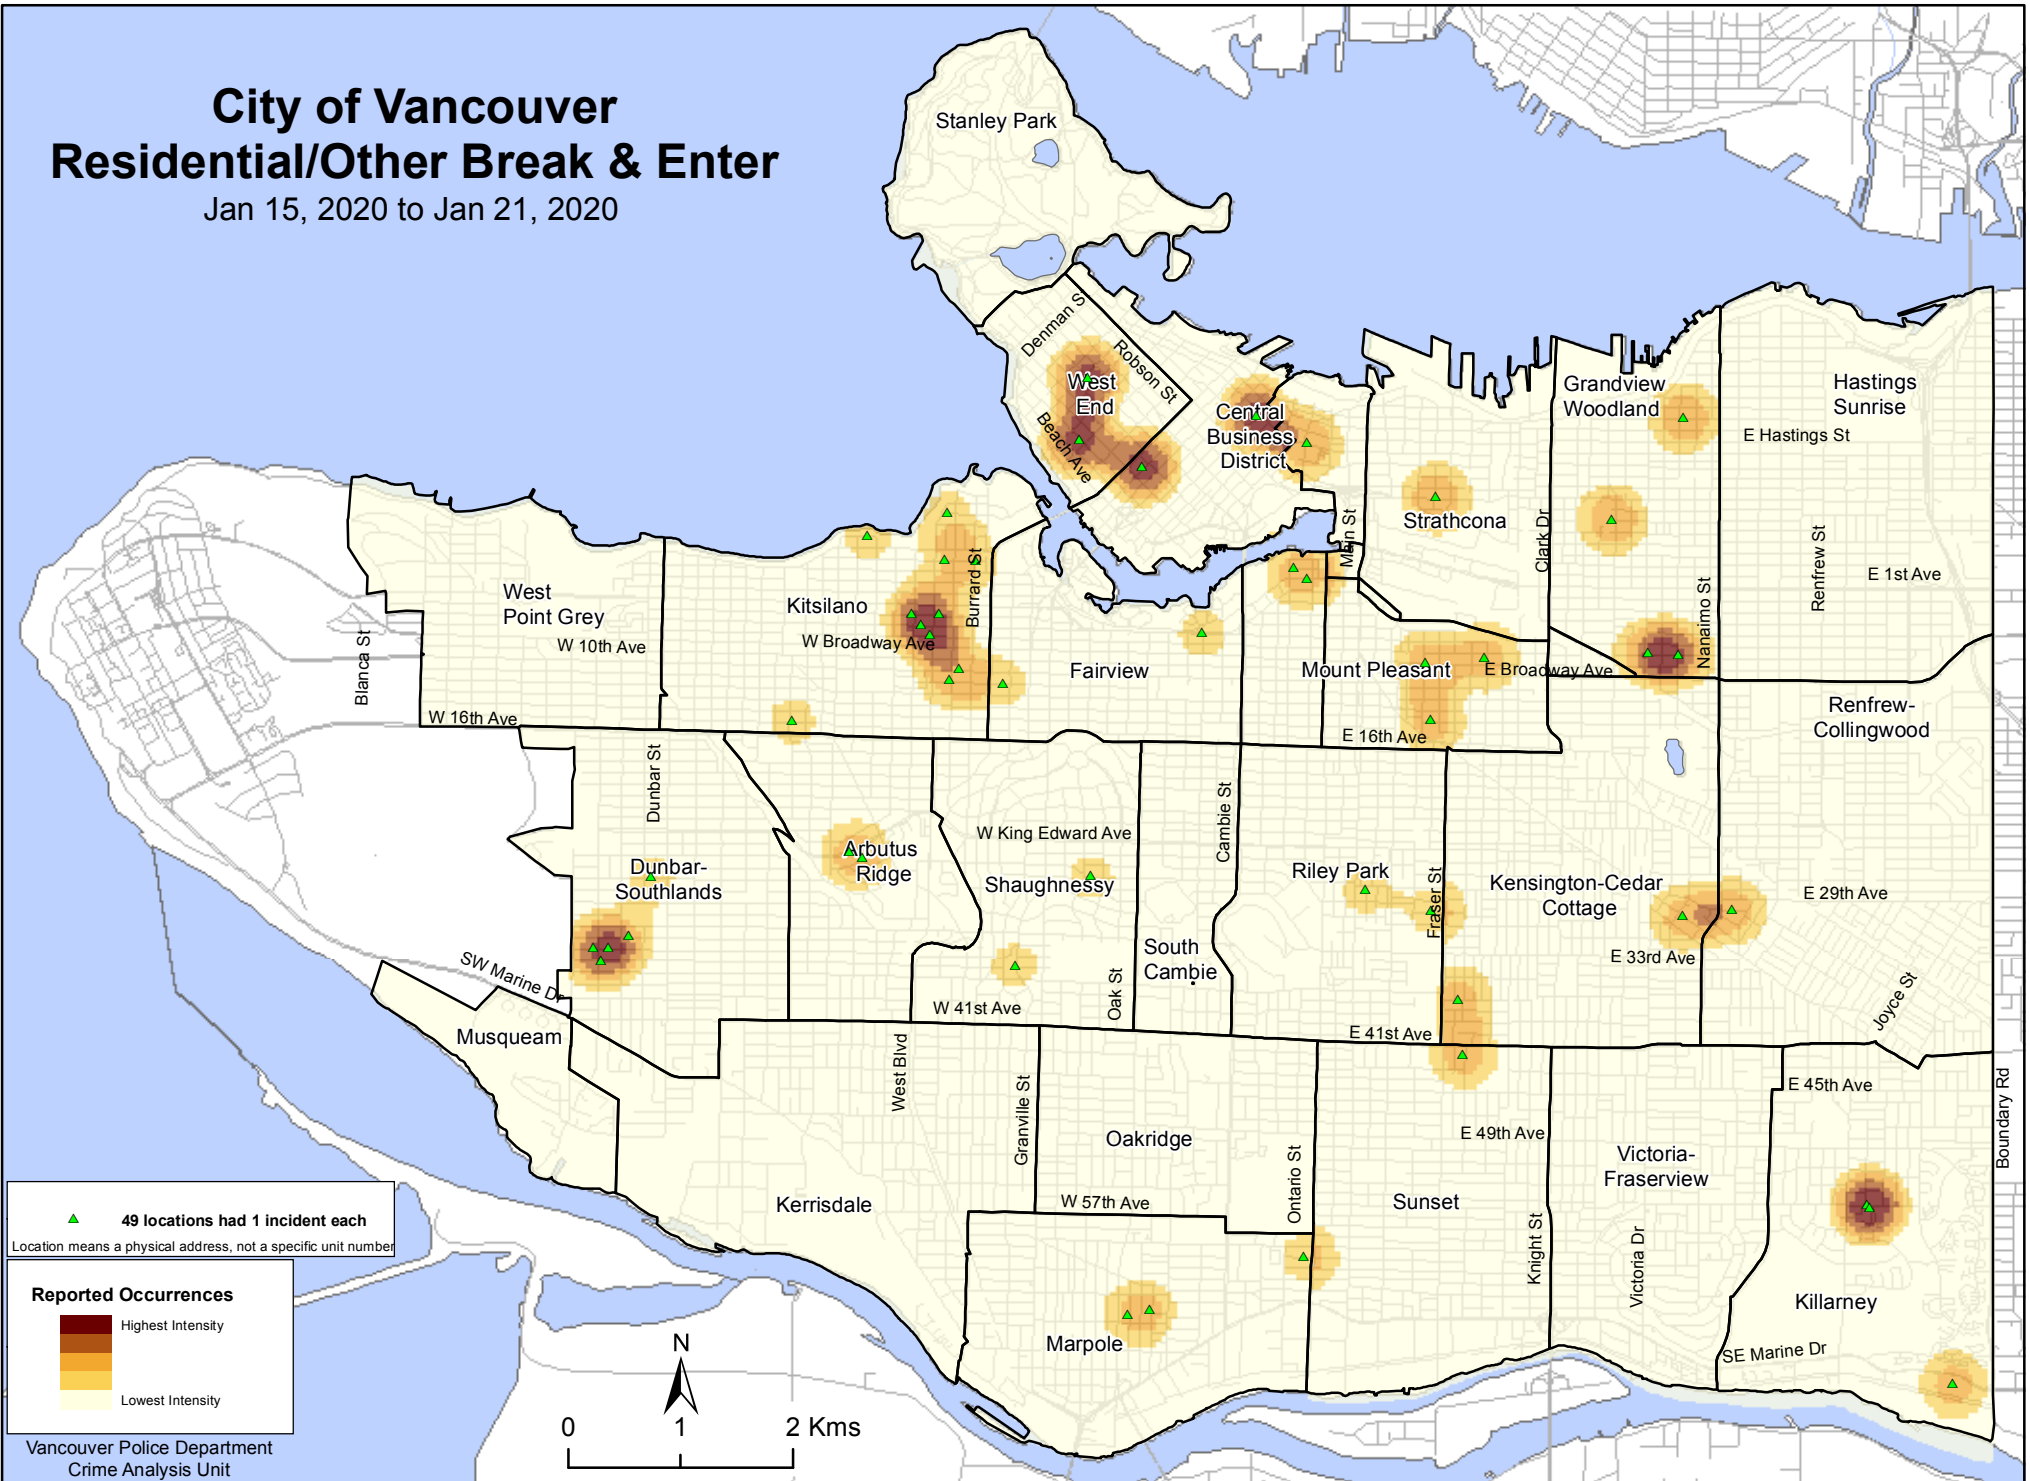 City of Vancouver
Residential/Other Break & Enter
Jan 15, 2020 to Jan 21, 2020
Stanley Park
Denman S
Robson St
West
End
Beach Ave
Central
Business
District
Grandview
Woodland
Hastings
Sunrise
E Hastings St
Strathcona
Main St
Clark Dr
Nanaimo St
Renfrew St
E 1st Ave
West
Point Grey
W 10th Ave
Blanca St
W 16th Ave
Kitsilano
W Broadway Ave
Burrard St
Fairview
Mount Pleasant
E Broadway Ave
E 16th Ave
Renfrew-
Collingwood
Dunbar St
Dunbar-
Southlands
Arbutus
Ridge
W King Edward Ave
Shaughnessy
Cambie St
Riley Park
Fraser St
Kensington-Cedar
Cottage
E 29th Ave
E 33rd Ave
South
Cambie
Oak St
SW Marine Dr
W 41st Ave
E 41st Ave
Joyce St
Musqueam
West Blvd
Granville St
Oakridge
Ontario St
E 49th Ave
E 45th Ave
Boundary Rd
Victoria-
Fraserview
Kerrisdale
W 57th Ave
Sunset
Knight St
Victoria Dr
Killarney
Marpole
SE Marine Dr
49 locations had 1 incident each
Location means a physical address, not a specific unit number
Reported Occurrences
Highest Intensity
Lowest Intensity
Vancouver Police Department
Crime Analysis Unit
N
0 1 2 Kms